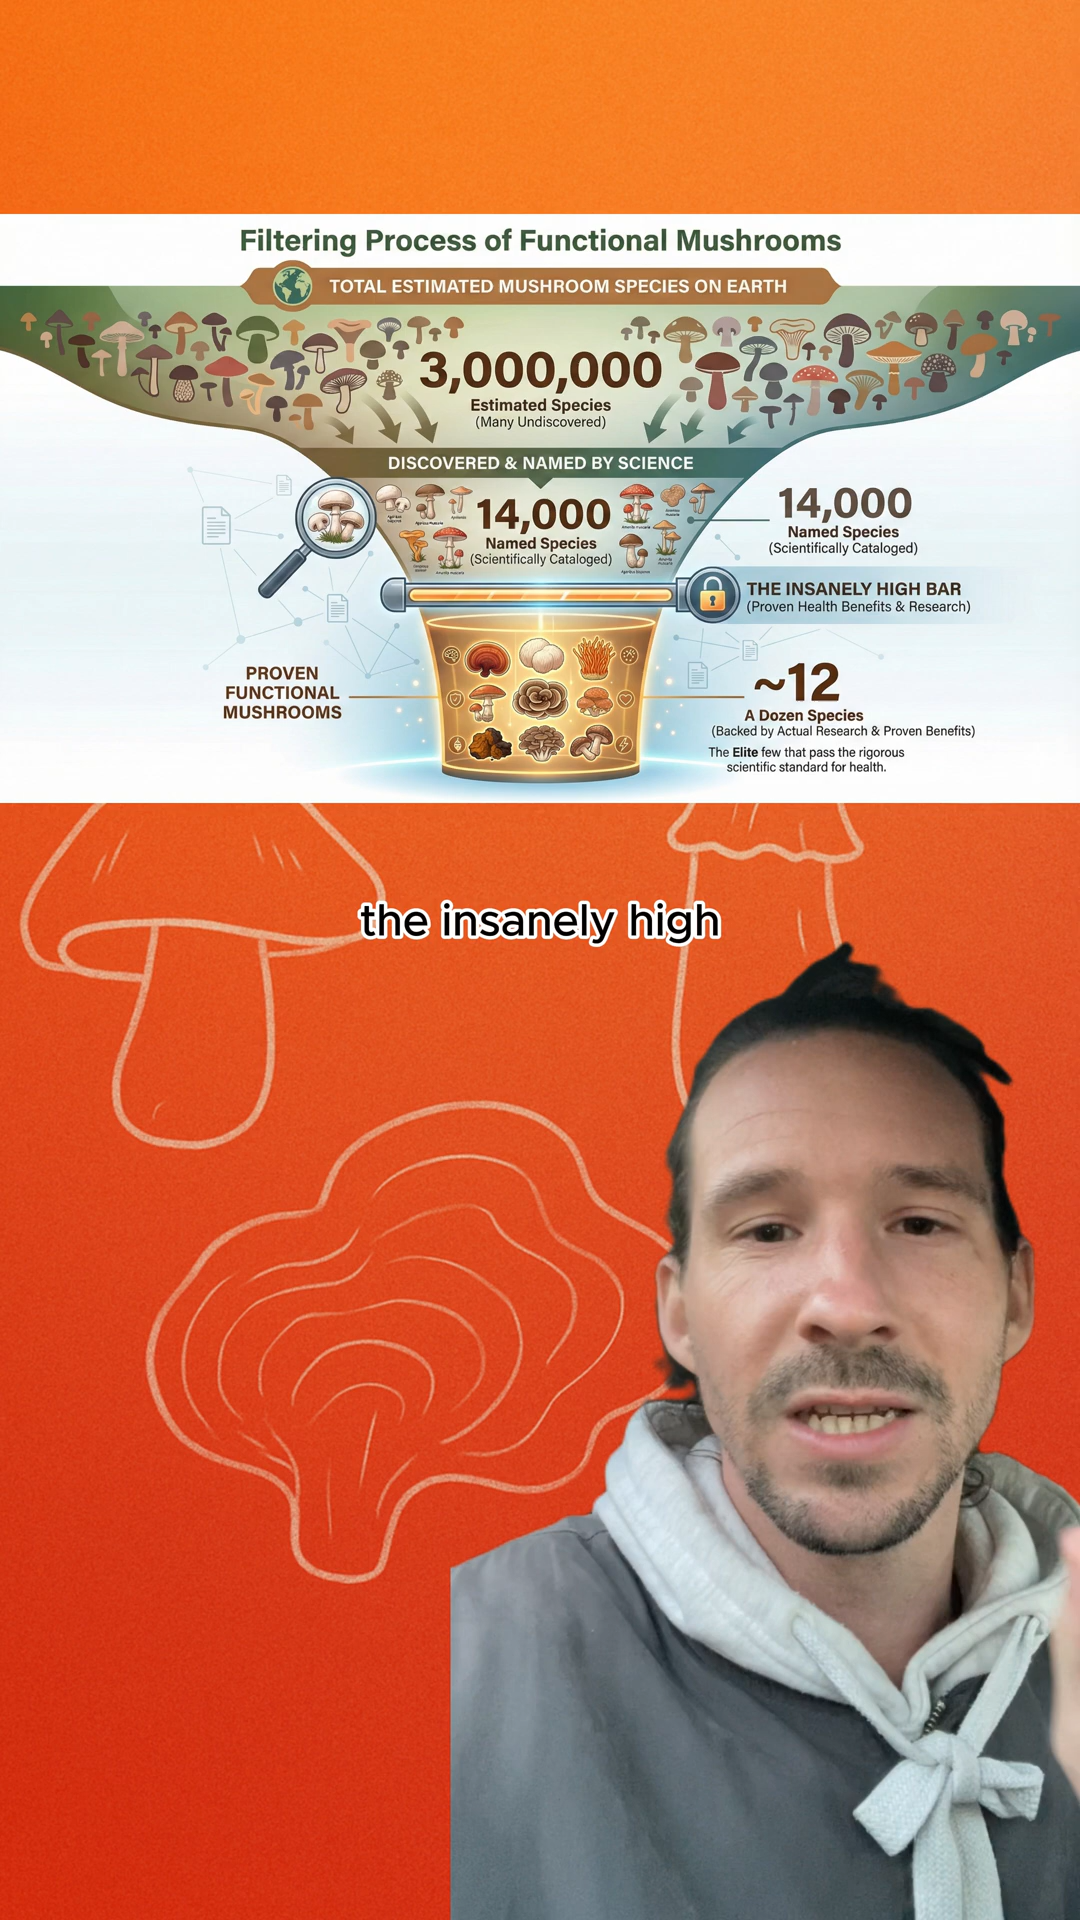 Filtering Process of Functional Mushrooms
TOTAL ESTIMATED MUSHROOM SPECIES ON EARTH
3,000,000
Estimated Species
(Many Undiscovered)
DISCOVERED & NAMED BY SCIENCE
14,000
Named Species
(Scientifically Cataloged)
14,000
Named Species
(Scientifically Cataloged)
THE INSANELY HIGH BAR
(Proven Health Benefits & Research)
PROVEN
FUNCTIONAL
MUSHROOMS
~12
A Dozen Species
(Backed by Actual Research & Proven Benefits)
The Elite few that pass the rigorous
scientific standard for health.
the insanely high